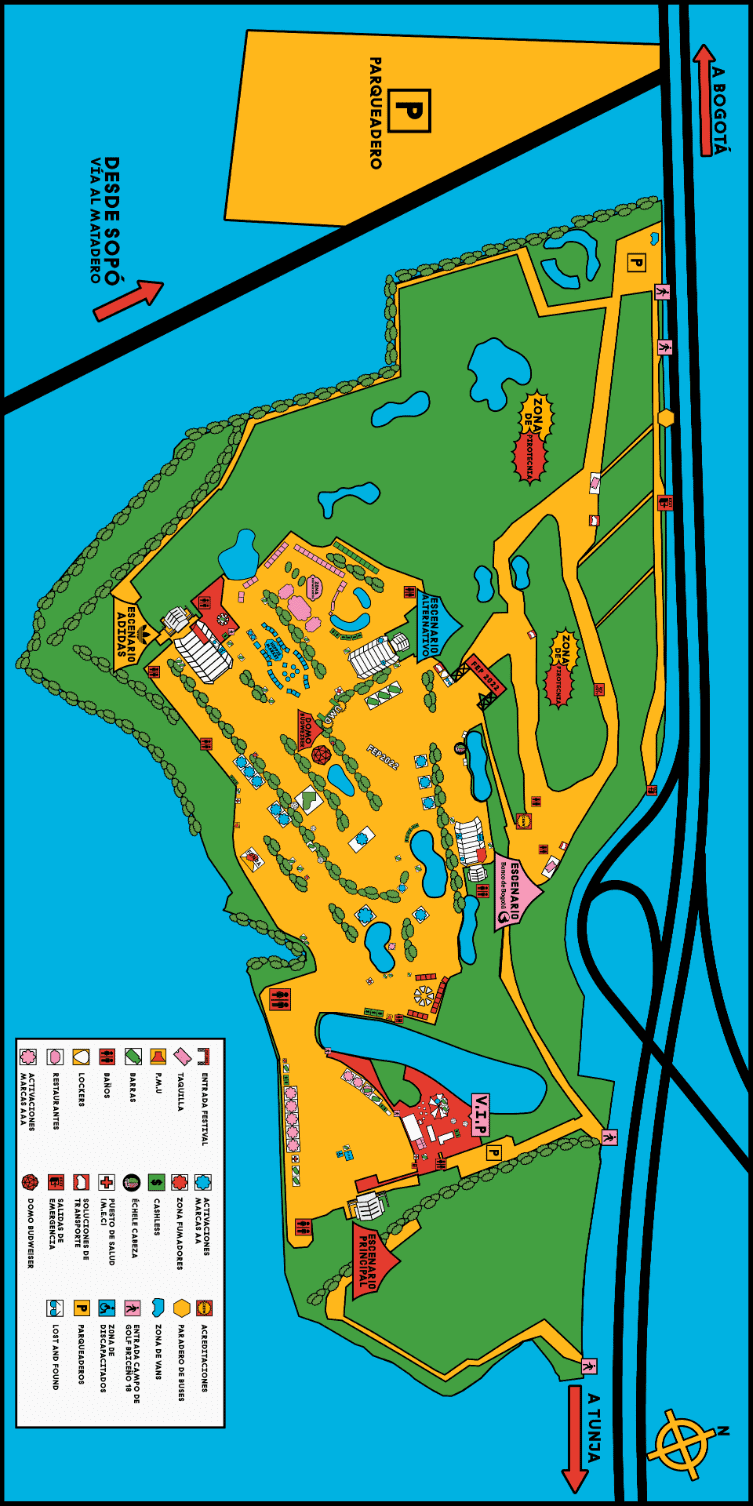 N
A BOGOTÁ
A TUNJA
P
PARQUEADERO
DESDE SOPÓ
VÍA AL MATADERO
P
ZONA
DE PIROTECNIA
ZONA
DE PIROTECNIA
ESCENARIO
ALTERNATIVO
FEP 2022
FEP2022
DOMO
BUDWEISER
ESCENARIO
ADIDAS
ESCENARIO
Banco de Bogotá
V.I.P
P
ESCENARIO
PRINCIPAL
ENTRADA FESTIVAL
TAQUILLA
P.M.U
BARRAS
BAÑOS
LOCKERS
RESTAURANTES
ACTIVACIONES
MARCAS AAA
ACTIVACIONES
MARCAS AA
ZONA FUMADORES
CASHLESS
ÉCHELE CABEZA
PUESTO DE SALUD
(M.E.C)
SOLUCIONES DE
TRANSPORTE
SALIDAS DE
EMERGENCIA
DOMO BUDWEISER
ACREDITACIONES
PARADERO DE BUSES
ZONA DE VANS
ENTRADA CAMPO DE
GOLF BRICEÑO 18
ZONA DE
DISCAPACITADOS
P
PARQUEADEROS
LOST AND FOUND